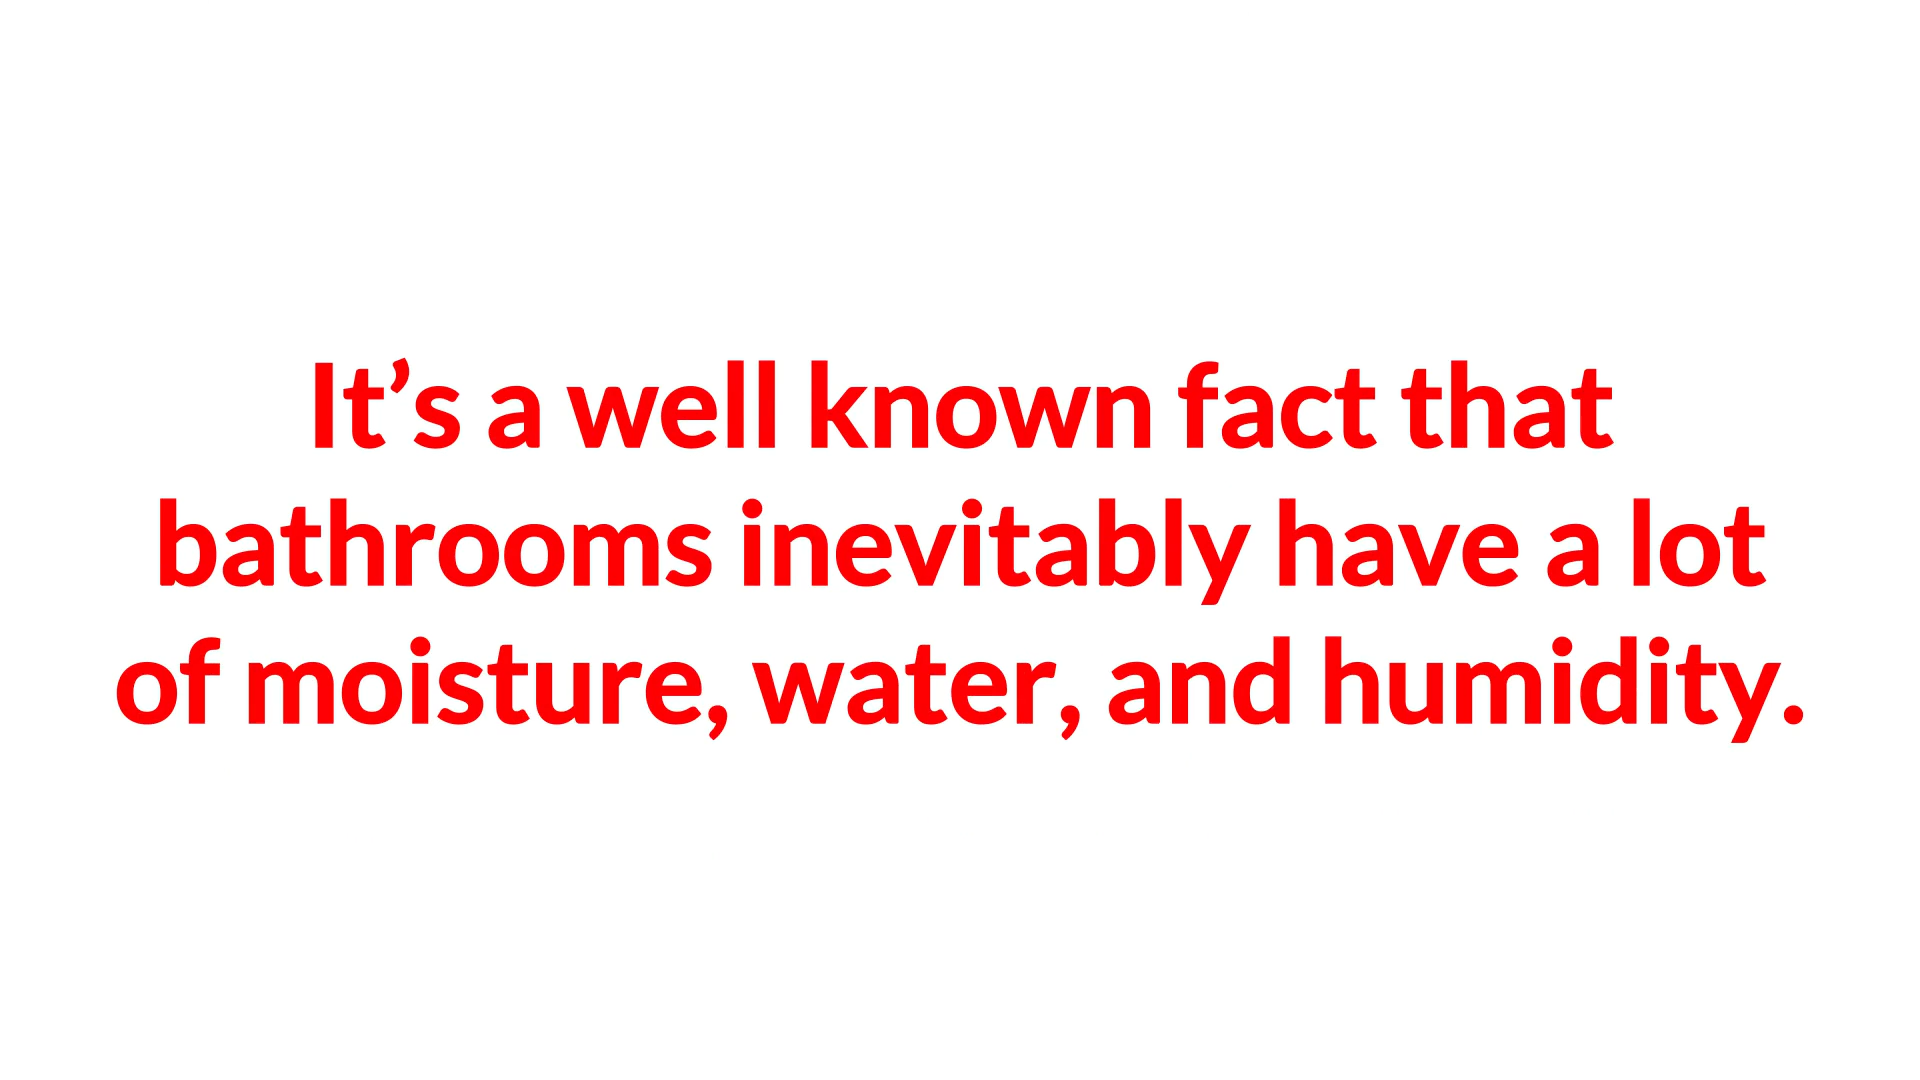 It’s a well known fact that
bathrooms inevitably have a lot
of moisture, water, and humidity.